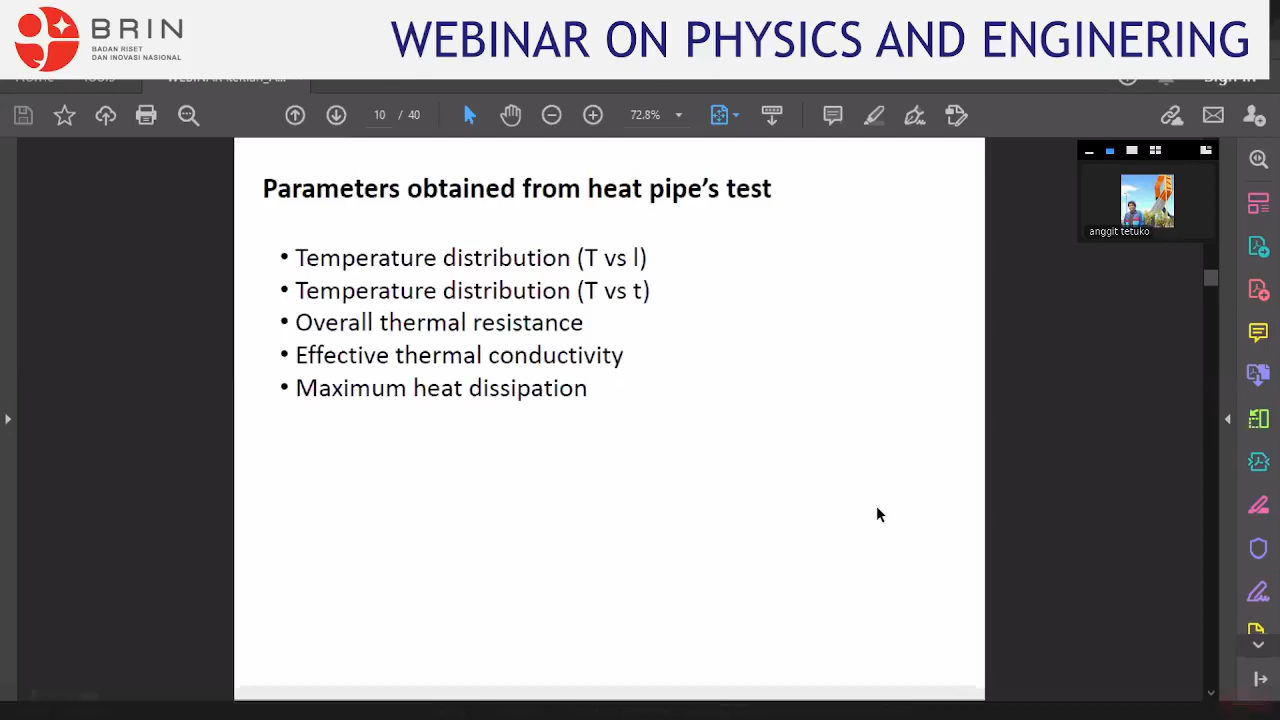 BRIN
BADAN RISET
DAN INOVASI NASIONAL
WEBINAR ON PHYSICS AND ENGINERING
10 / 40
72.8%
Parameters obtained from heat pipe's test
• Temperature distribution (T vs l)
• Temperature distribution (T vs t)
• Overall thermal resistance
• Effective thermal conductivity
• Maximum heat dissipation
anggit tetuko